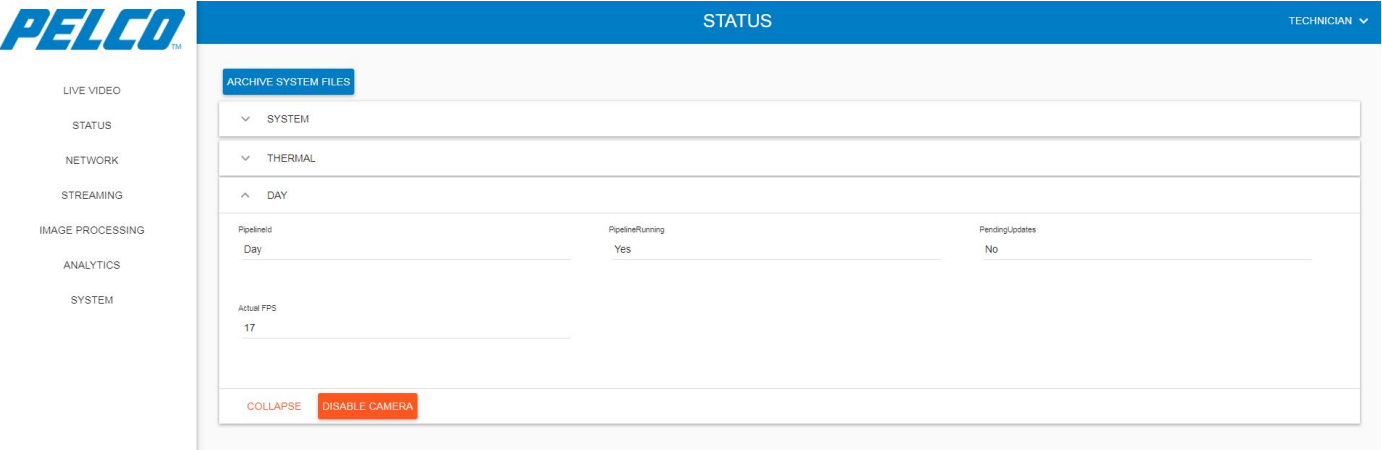 PELCO TM
STATUS
TECHNICIAN
LIVE VIDEO
STATUS
NETWORK
STREAMING
IMAGE PROCESSING
ANALYTICS
SYSTEM
ARCHIVE SYSTEM FILES
SYSTEM
THERMAL
DAY
PipelineId PipelineRunning PendingUpdates
Day Yes No
Actual FPS
17
COLLAPSE DISABLE CAMERA